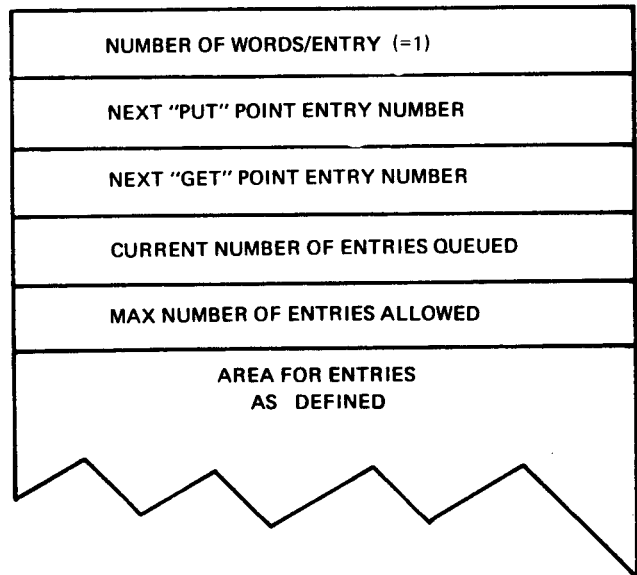 NUMBER OF WORDS/ENTRY (=1)
NEXT "PUT" POINT ENTRY NUMBER
NEXT "GET" POINT ENTRY NUMBER
CURRENT NUMBER OF ENTRIES QUEUED
MAX NUMBER OF ENTRIES ALLOWED
AREA FOR ENTRIES
AS DEFINED